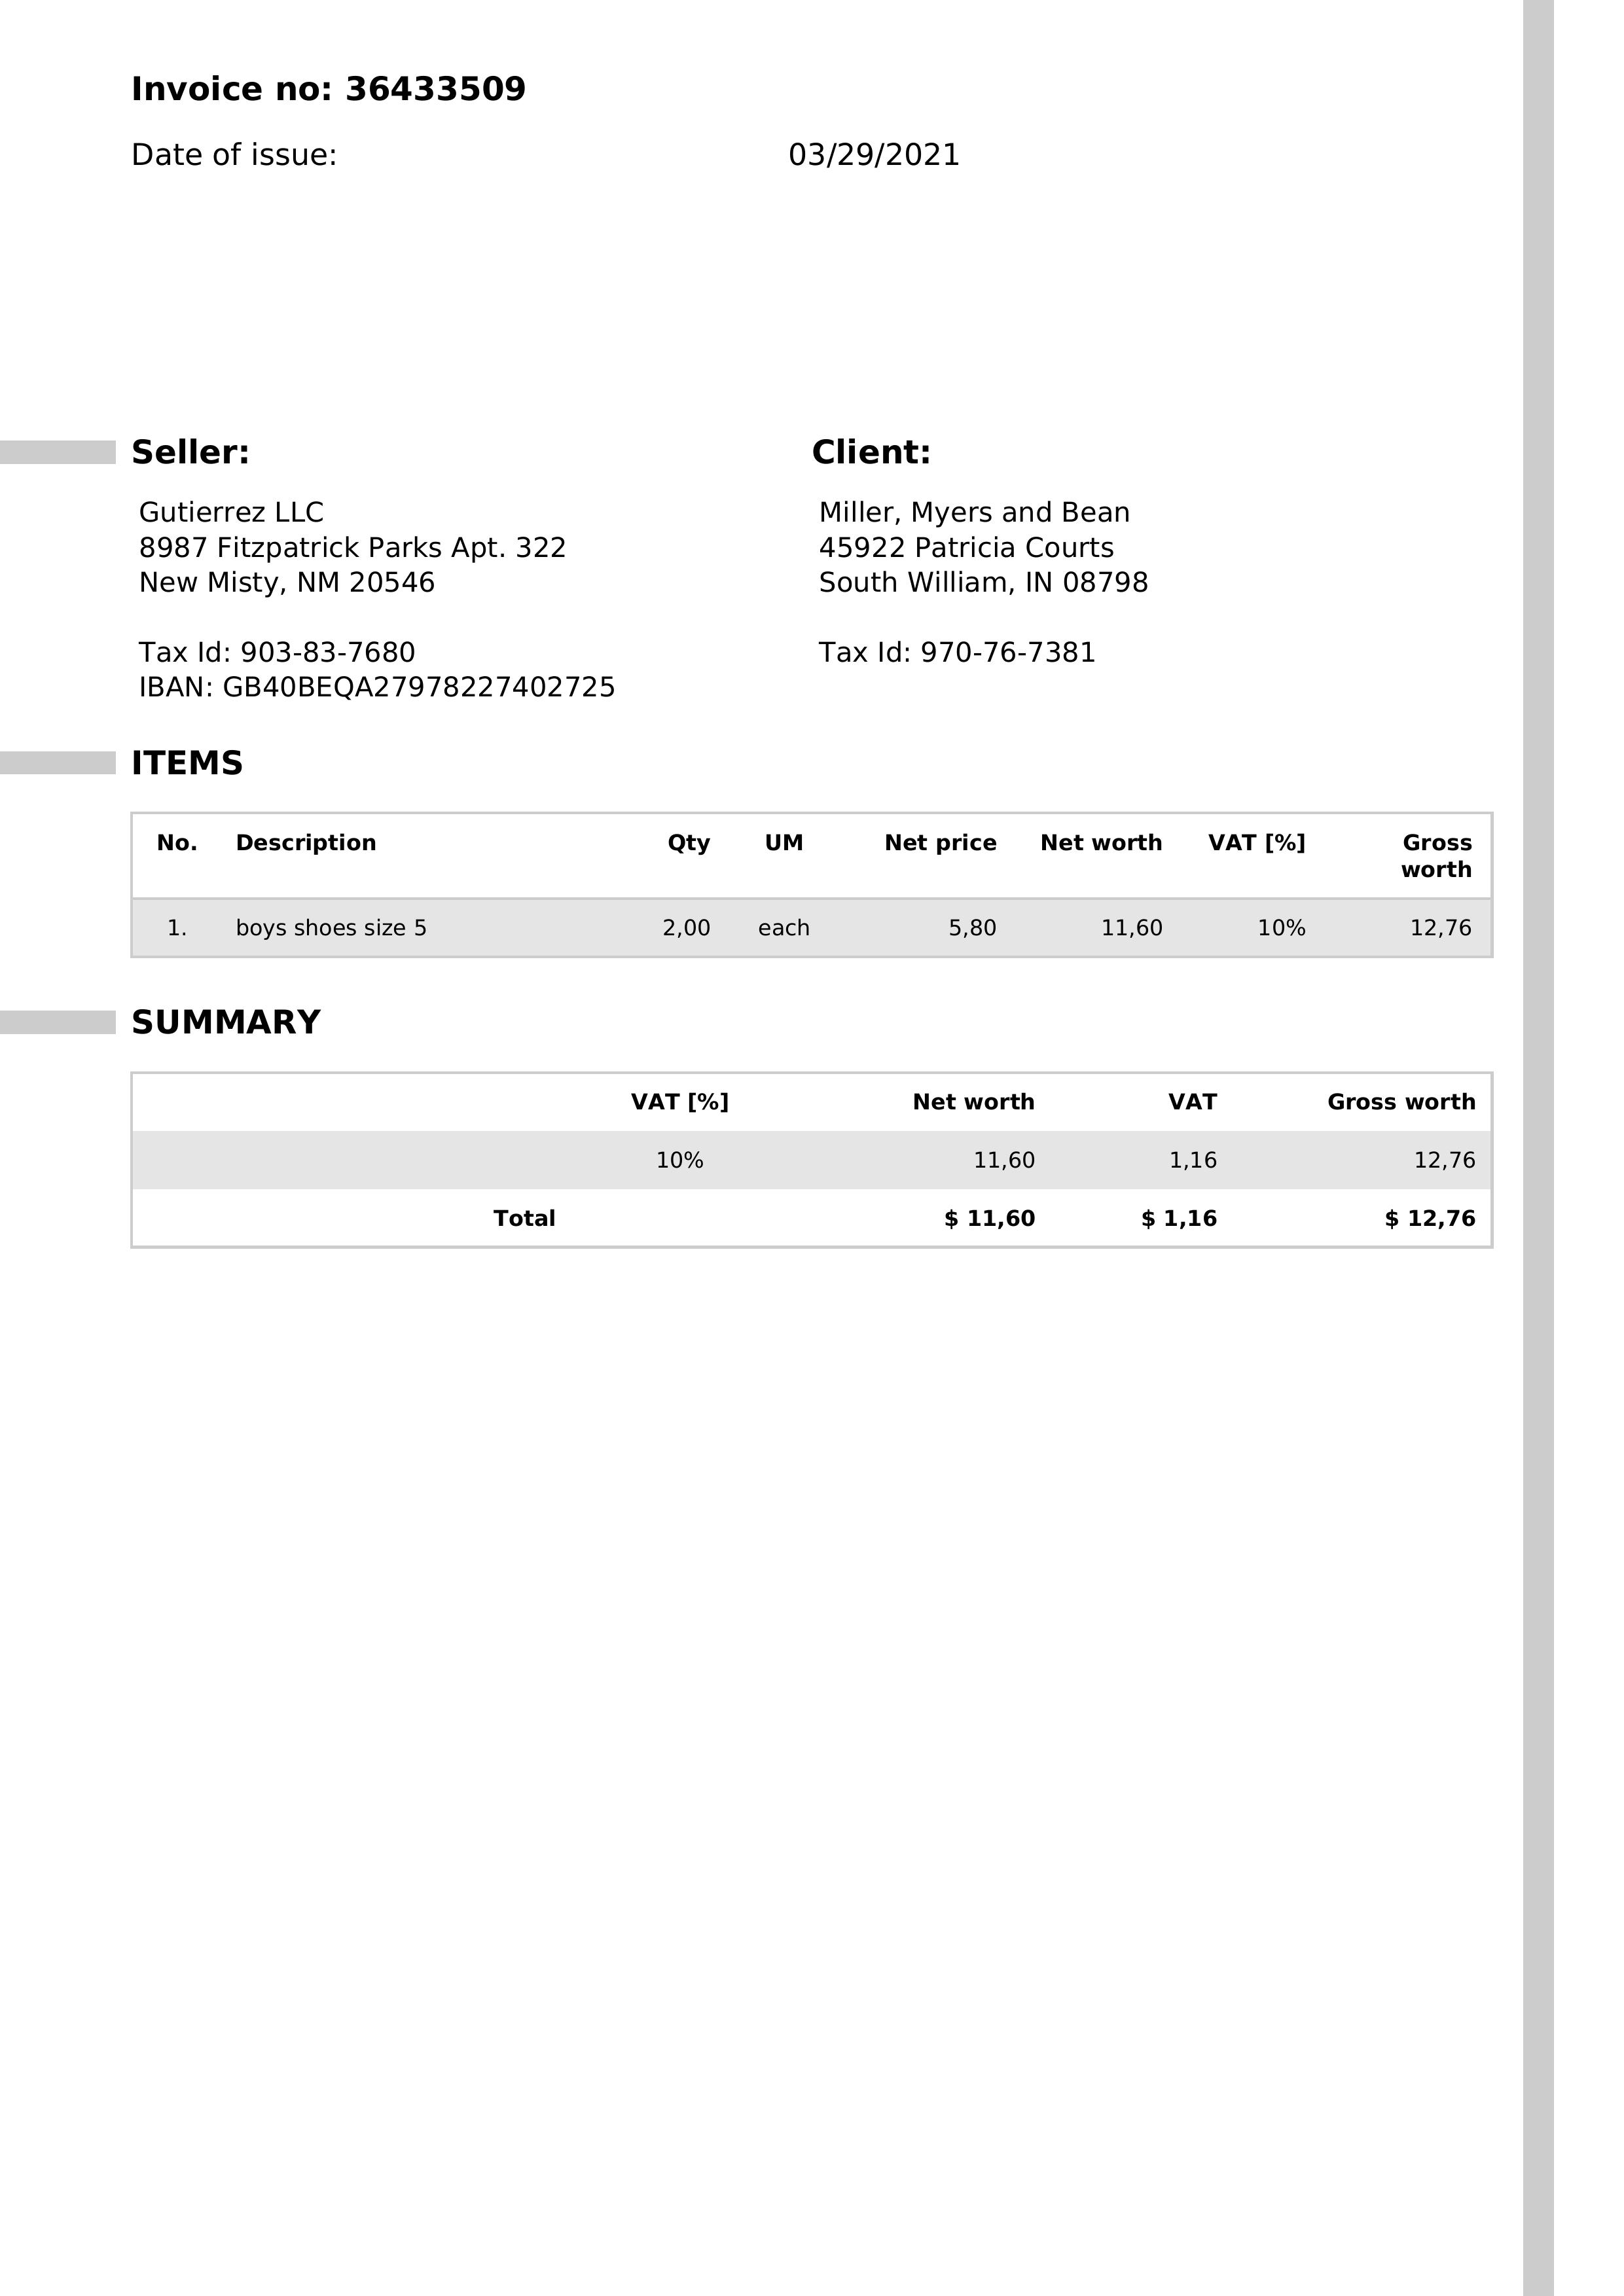 Invoice no: 36433509
Date of issue: 03/29/2021
Seller:
Gutierrez LLC
8987 Fitzpatrick Parks Apt. 322
New Misty, NM 20546
Tax Id: 903-83-7680
IBAN: GB40BEQA27978227402725
Client:
Miller, Myers and Bean
45922 Patricia Courts
South William, IN 08798
Tax Id: 970-76-7381
ITEMS
No. Description Qty UM Net price Net worth VAT [%] Gross worth
1. boys shoes size 5 2,00 each 5,80 11,60 10% 12,76
SUMMARY
VAT [%] Net worth VAT Gross worth
10% 11,60 1,16 12,76
Total $ 11,60 $ 1,16 $ 12,76